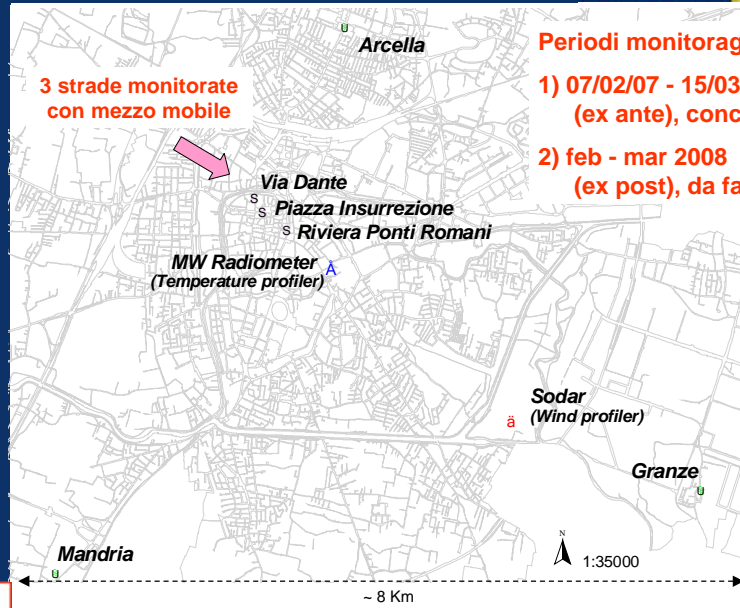 Arcella
Periodi monitorag
3 strade monitorate
con mezzo mobile
1) 07/02/07 - 15/03
(ex ante), conc
2) feb - mar 2008
(ex post), da fa
Via Dante
Piazza Insurrezione
Riviera Ponti Romani
MW Radiometer
(Temperature profiler)
Sodar
(Wind profiler)
Granze
Mandria
N
1:35000
~ 8 Km